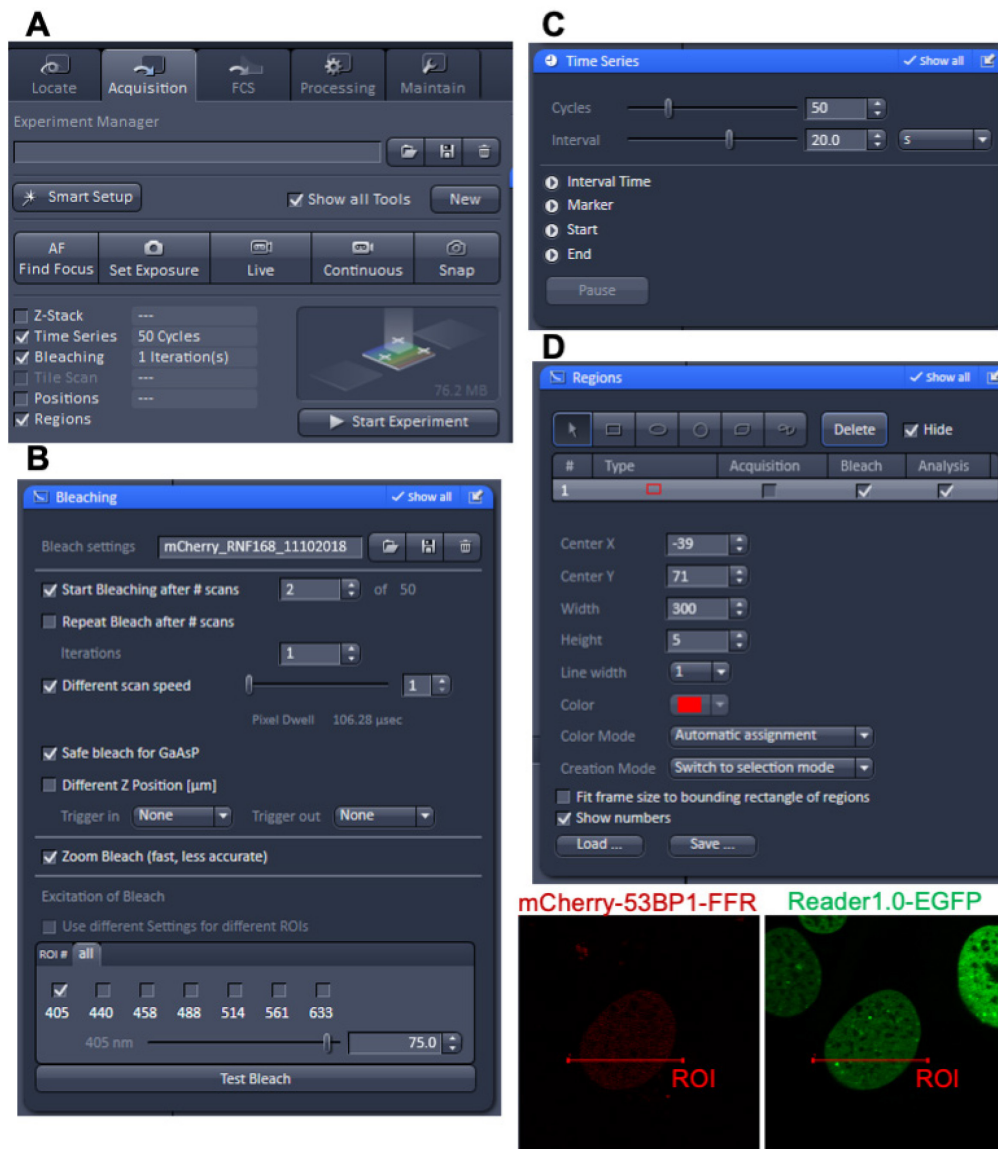 A
Locate
Acquisition
FCS
Processing
Maintain
Experiment Manager
Smart Setup
Show all Tools
New
AF
Find Focus
Set Exposure
Live
Continuous
Snap
Z-Stack ---
Time Series 50 Cycles
Bleaching 1 Iteration(s)
Tile Scan ---
Positions ---
Regions
76.2 MB
Start Experiment
B
Bleaching
Show all
Bleach settings mCherry_RNF168_11102018
Start Bleaching after # scans 2 of 50
Repeat Bleach after # scans
Iterations 1
Different scan speed 1
Pixel Dwell 106.28 µsec
Safe bleach for GaAsP
Different Z Position [µm]
Trigger in None Trigger out None
Zoom Bleach (fast, less accurate)
Excitation of Bleach
Use different Settings for different ROIs
ROI # all
405 440 458 488 514 561 633
405 nm 75.0
Test Bleach
C
Time Series
Show all
Cycles 50
Interval 20.0 s
Interval Time
Marker
Start
End
Pause
D
Regions
Show all
Delete
Hide
# Type Acquisition Bleach Analysis
1
Center X -39
Center Y 71
Width 300
Height 5
Line width 1
Color
Color Mode Automatic assignment
Creation Mode Switch to selection mode
Fit frame size to bounding rectangle of regions
Show numbers
Load ... Save ...
mCherry-53BP1-FFR Reader1.0-EGFP
ROI ROI